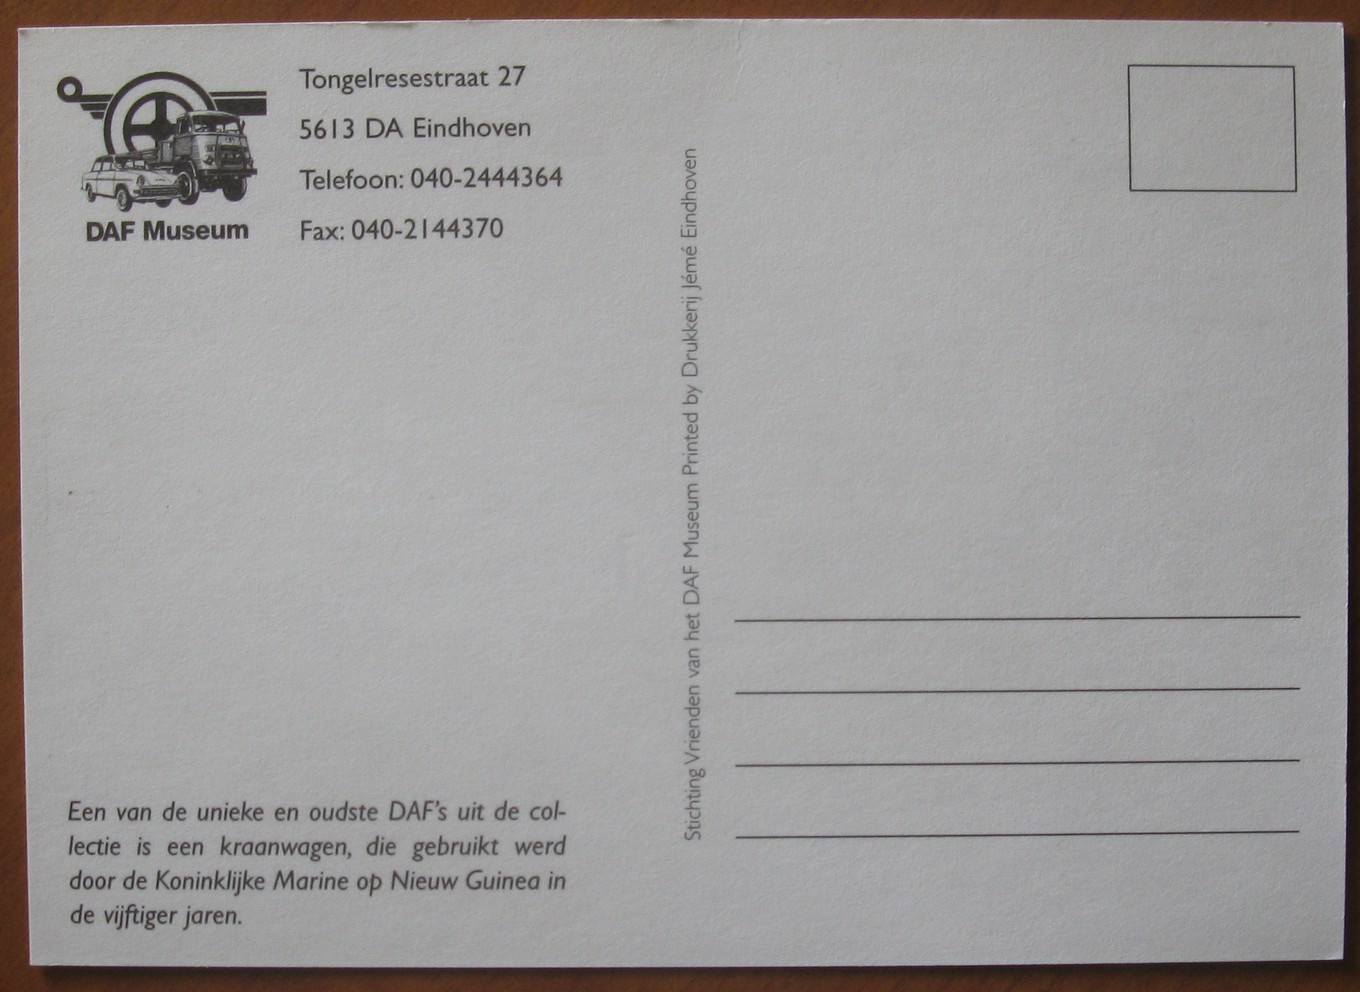 Tongelresestraat 27
5613 DA Eindhoven
Telefoon: 040-2444364
Fax: 040-2144370
DAF Museum
Stichting Vrienden van het DAF Museum Printed by Drukkerij Jémé Eindhoven
Een van de unieke en oudste DAF's uit de col-
lectie is een kraanwagen, die gebruikt werd
door de Koninklijke Marine op Nieuw Guinea in
de vijftiger jaren.